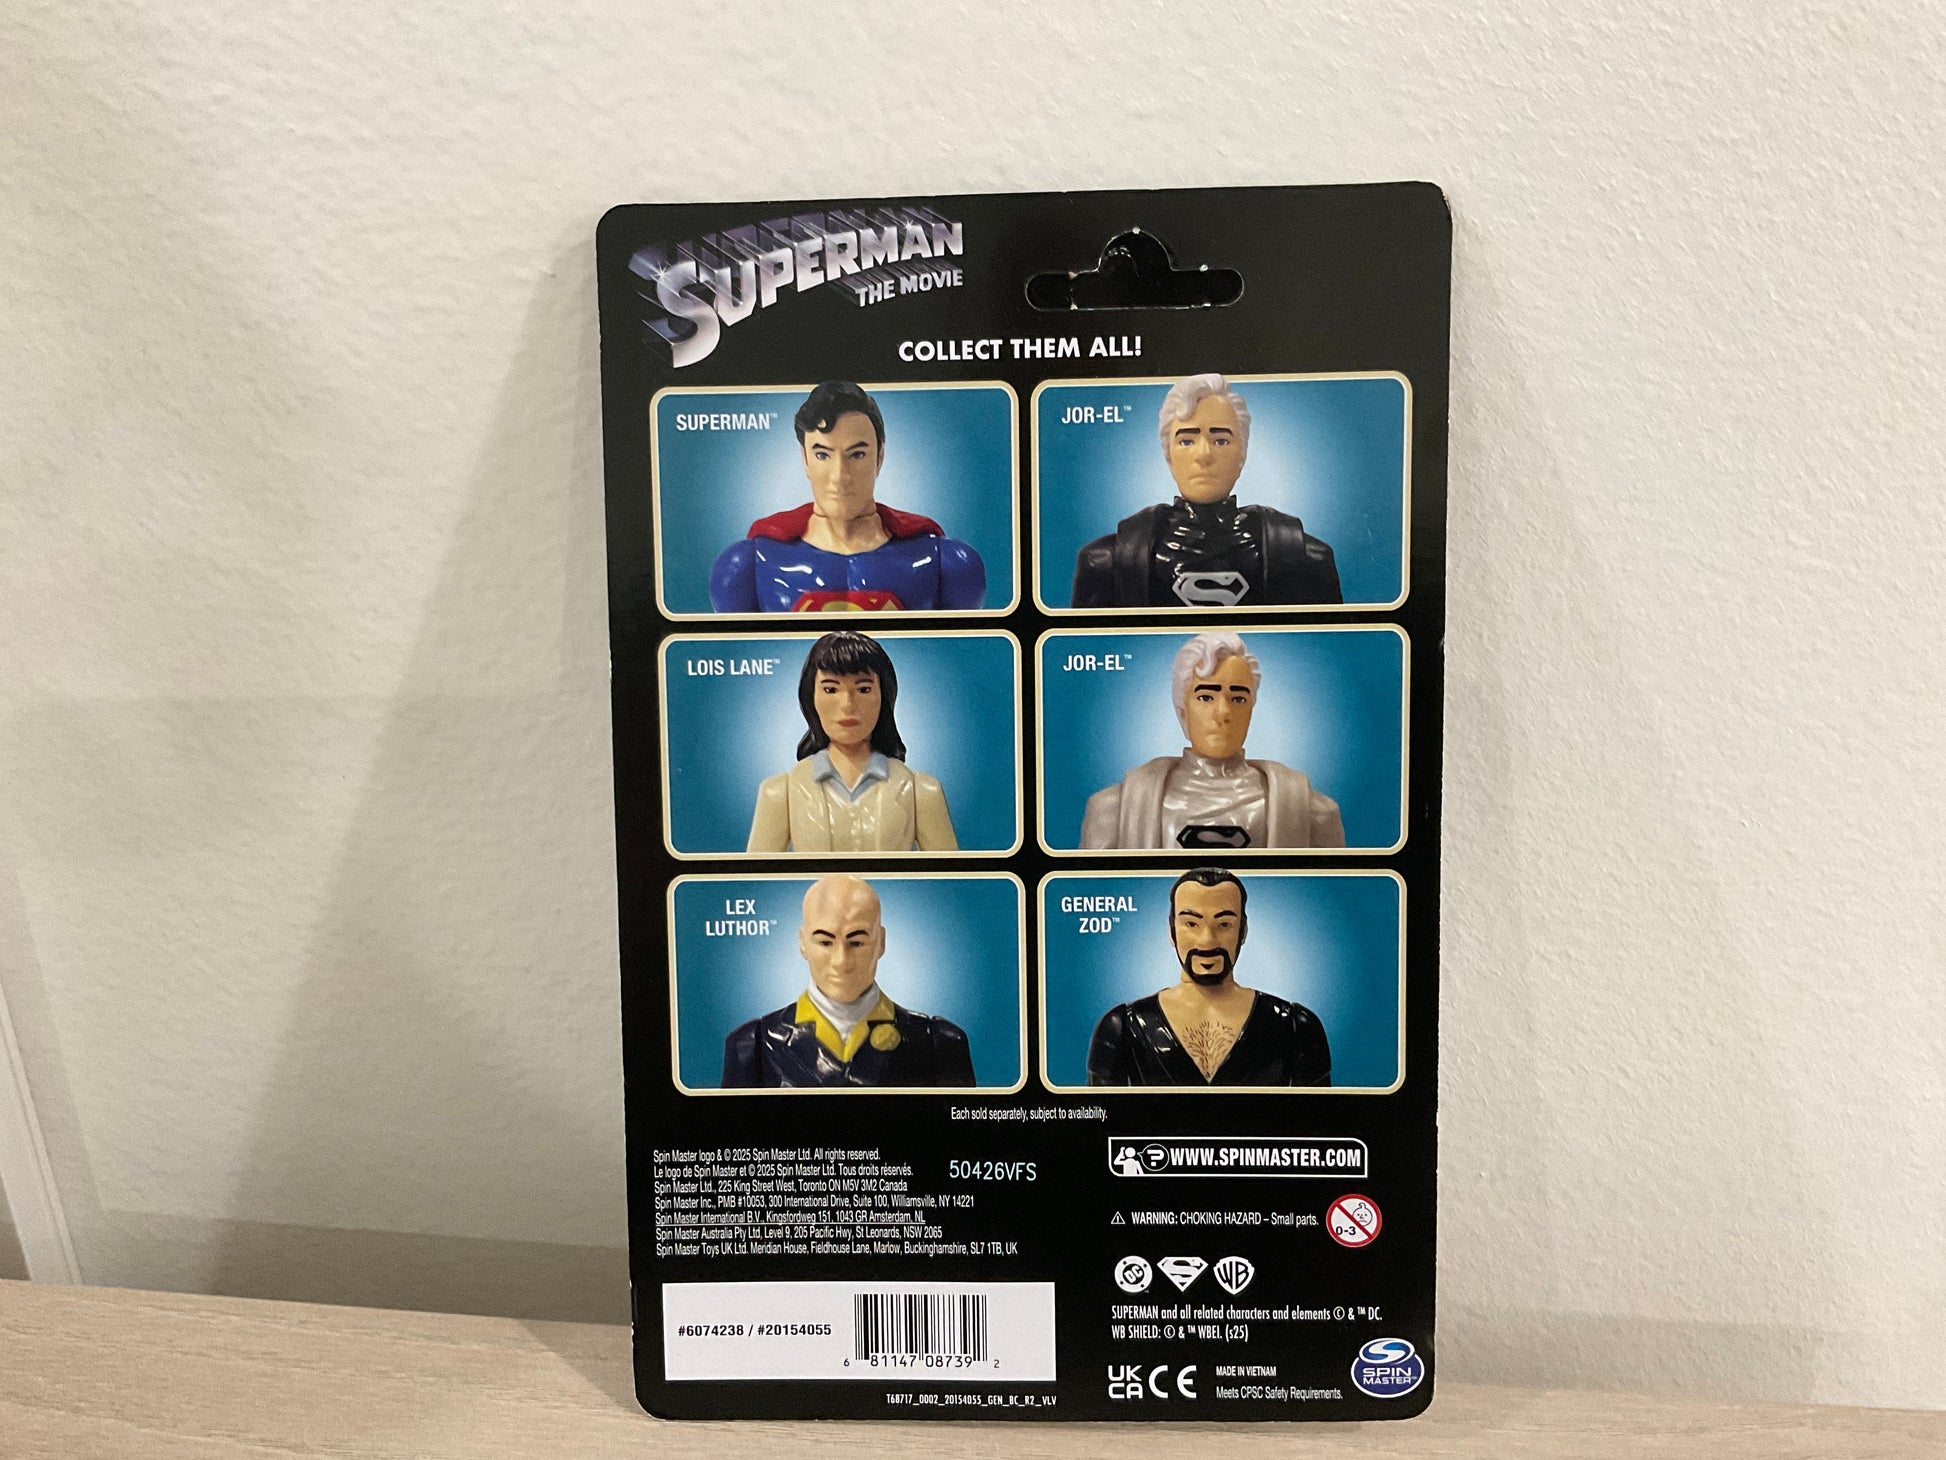 SUPERMAN
THE MOVIE
COLLECT THEM ALL!
SUPERMAN™
JOR-EL™
LOIS LANE™
JOR-EL™
LEX
LUTHOR™
GENERAL
ZOD™
Each sold separately, subject to availability.
Spin Master logo & © 2025 Spin Master Ltd. All rights reserved.
Le logo de Spin Master et © 2025 Spin Master Ltd. Tous droits réservés.
Spin Master Ltd., 225 King Street West, Toronto ON M5V 3M2 Canada
Spin Master Inc., PMB #10053, 300 International Drive, Suite 100, Williamsville, NY 14221
Spin Master International B.V., Kingsfordweg 151, 1043 GR Amsterdam, NL
Spin Master Australia Pty Ltd, Level 9, 205 Pacific Hwy, St Leonards, NSW 2065
Spin Master Toys UK Ltd. Meridian House, Fieldhouse Lane, Marlow, Buckinghamshire, SL7 1TB, UK
50426VFS
#6074238 / #20154055
6 81147 08739 2
T68717_0002_20154055_GEN_BC_R2_VLV
? WWW.SPINMASTER.COM
⚠ WARNING: CHOKING HAZARD – Small parts.
0-3
DC S WB
SUPERMAN and all related characters and elements © & ™ DC.
WB SHIELD: © & ™ WBEI. (s25)
UK
CA CE
MADE IN VIETNAM
Meets CPSC Safety Requirements.
SPIN
MASTER™